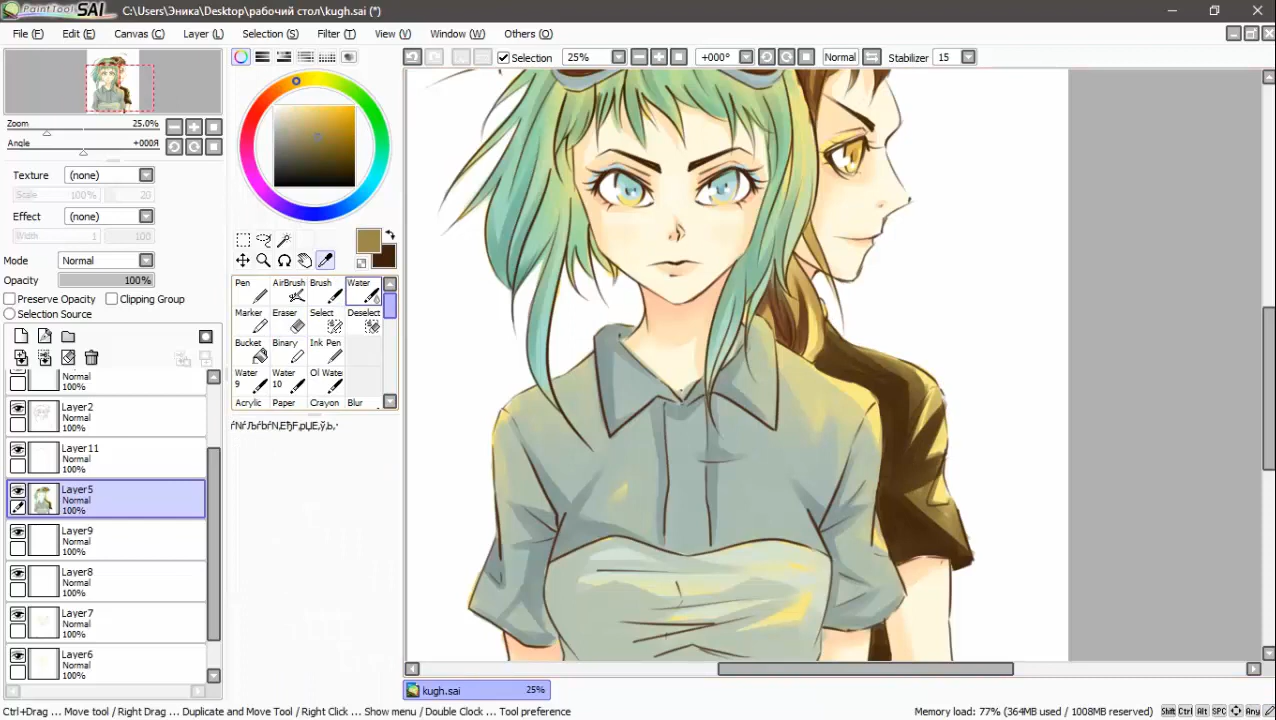 PaintTool SAI C:\Users\Эника\Desktop\рабочий стол\kugh.sai (*)
File (F) Edit (E) Canvas (C) Layer (L) Selection (S) Filter (T) View (V) Window (W) Others (O)
Selection 25% +000° Normal Stabilizer 15
Zoom 25.0%
Angle +000Я
Texture (none)
Scale 100% 20
Effect (none)
Width 1 100
Mode Normal
Opacity 100%
Preserve Opacity Clipping Group
Selection Source
Normal
100%
Layer2
Normal
100%
Layer11
Normal
100%
Layer5
Normal
100%
Layer9
Normal
100%
Layer8
Normal
100%
Layer7
Normal
100%
Layer6
Normal
100%
Pen AirBrush Brush Water
Marker Eraser Select Deselect
Bucket Binary Ink Pen
Water 9 Water 10 Ol Water
Acrylic Paper Crayon Blur
kugh.sai 25%
Ctrl+Drag ... Move tool / Right Drag ... Duplicate and Move Tool / Right Click ... Show menu / Double Clock ... Tool preference
Memory load: 77% (364MB used / 1008MB reserved) Shift Ctrl Alt SPC Any